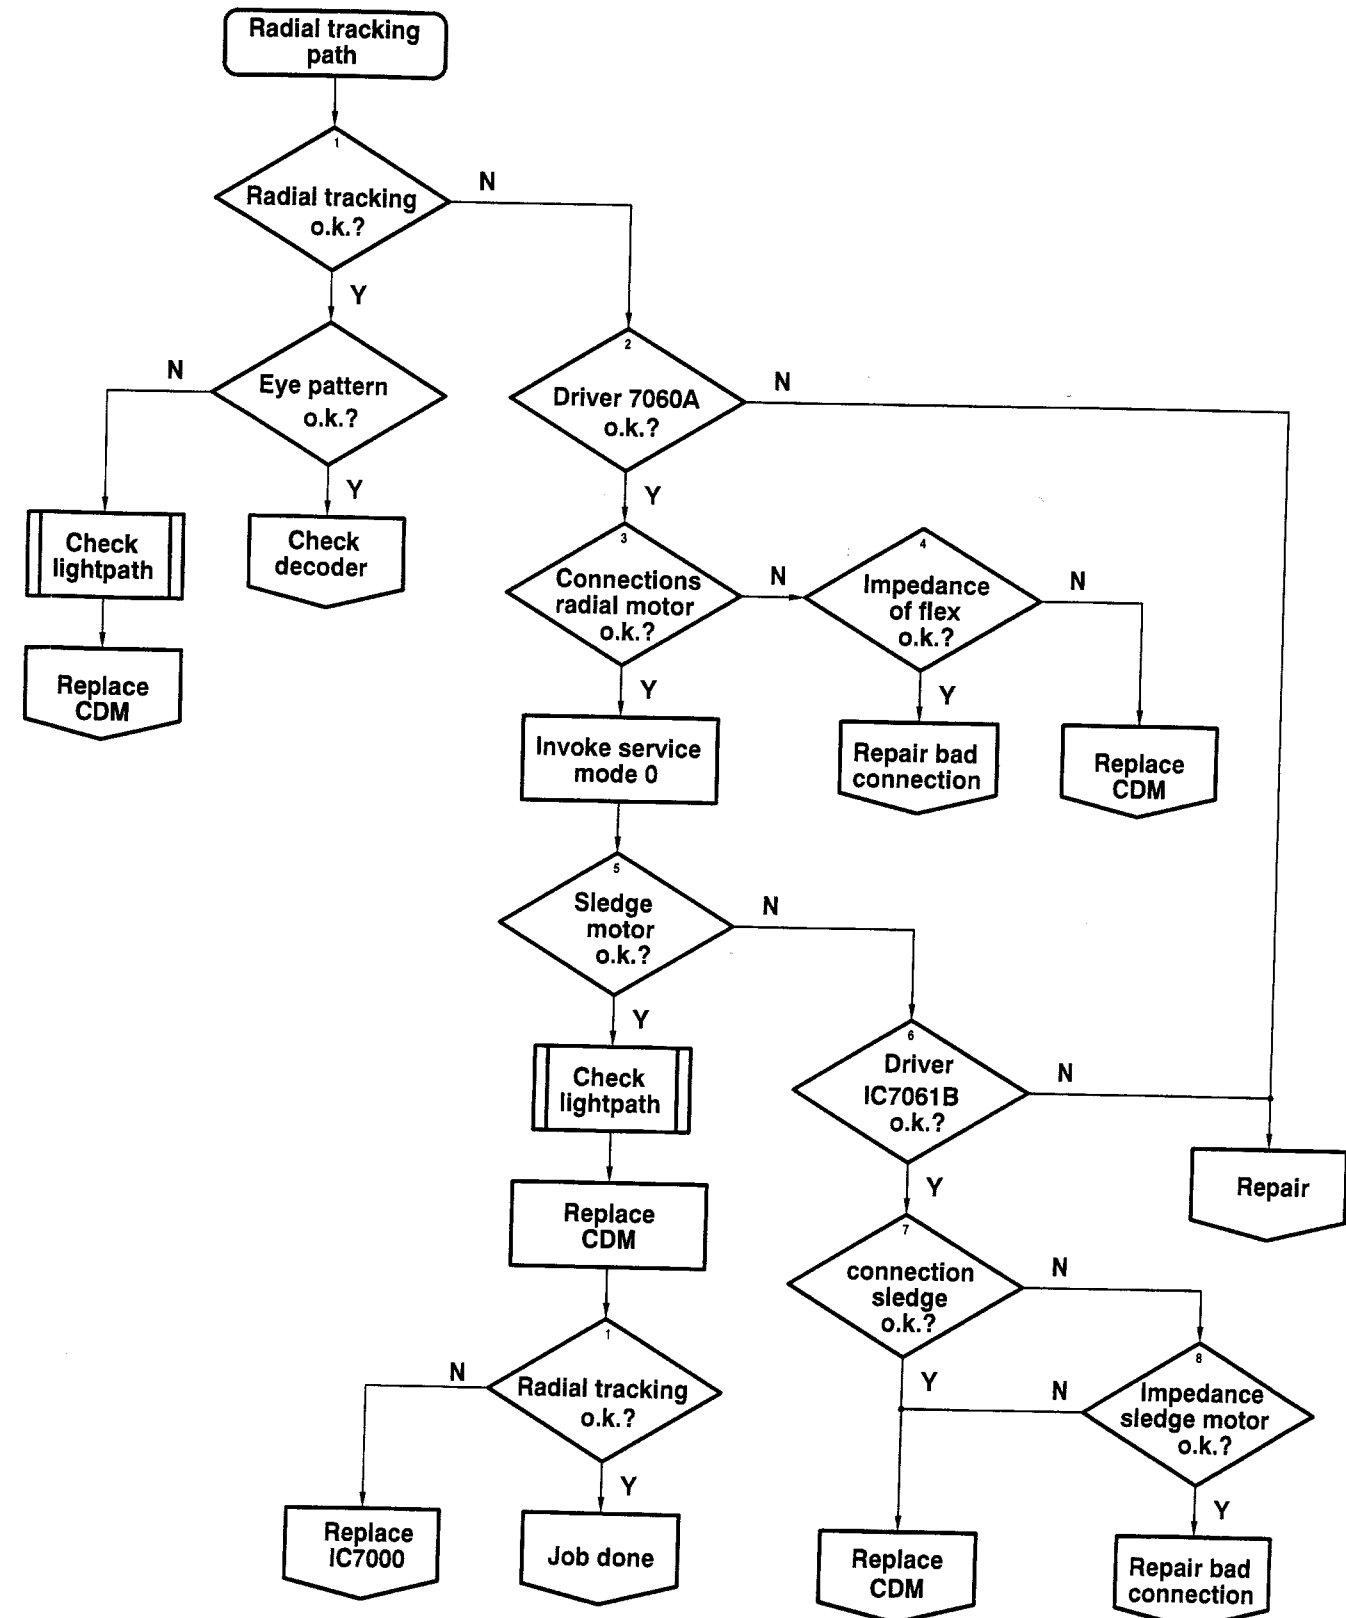 Radial tracking
path
1
Radial tracking
o.k.?
N
Y
Eye pattern
o.k.?
N
Y
Check
lightpath
Check
decoder
Replace
CDM
2
Driver 7060A
o.k.?
N
Y
3
Connections
radial motor
o.k.?
N
Y
4
Impedance
of flex
o.k.?
N
Y
Repair bad
connection
Replace
CDM
Invoke service
mode 0
5
Sledge
motor
o.k.?
N
Y
Check
lightpath
Replace
CDM
1
Radial tracking
o.k.?
N
Y
Replace
IC7000
Job done
6
Driver
IC7061B
o.k.?
N
Y
Repair
7
connection
sledge
o.k.?
N
Y
8
Impedance
sledge motor
o.k.?
N
Y
Replace
CDM
Repair bad
connection